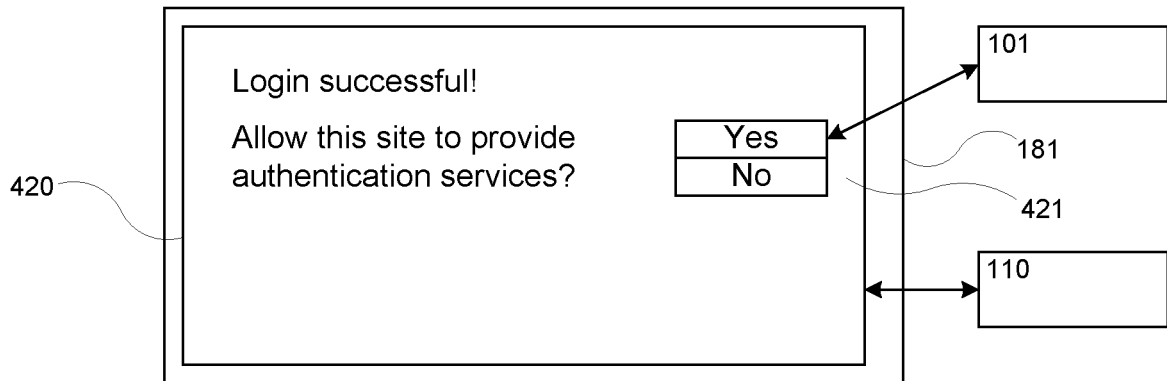 101
Login successful!
Allow this site to provide
authentication services?
Yes
No
181
420
421
110